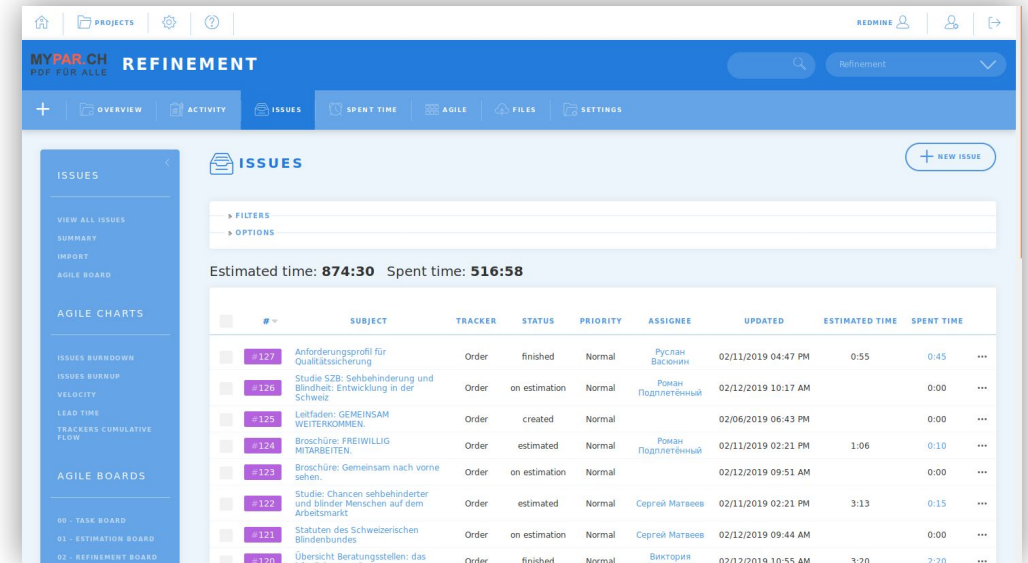 PROJECTS
REDMINE
MYPAR.CH
PDF FÜR ALLE
REFINEMENT
Refinement
OVERVIEW ACTIVITY ISSUES SPENT TIME AGILE FILES SETTINGS
ISSUES
VIEW ALL ISSUES
SUMMARY
IMPORT
AGILE BOARD
AGILE CHARTS
ISSUES BURNDOWN
ISSUES BURNUP
VELOCITY
LEAD TIME
TRACKERS CUMULATIVE
FLOW
AGILE BOARDS
00 - TASK BOARD
01 - ESTIMATION BOARD
02 - REFINEMENT BOARD
ISSUES
NEW ISSUE
FILTERS
OPTIONS
Estimated time: 874:30 Spent time: 516:58
# SUBJECT TRACKER STATUS PRIORITY ASSIGNEE UPDATED ESTIMATED TIME SPENT TIME
#127 Anforderungsprofil für
Qualitätssicherung Order finished Normal Руслан
Васюнин 02/11/2019 04:47 PM 0:55 0:45 •••
#126 Studie SZB: Sehbehinderung und
Blindheit: Entwicklung in der
Schweiz Order on estimation Normal Роман
Подплетённый 02/12/2019 10:17 AM 0:00 •••
#125 Leitfaden: GEMEINSAM
WEITERKOMMEN. Order created Normal 02/06/2019 06:43 PM 0:00 •••
#124 Broschüre: FREIWILLIG
MITARBEITEN. Order estimated Normal Роман
Подплетённый 02/11/2019 02:21 PM 1:06 0:10 •••
#123 Broschüre: Gemeinsam nach vorne
sehen. Order on estimation Normal 02/12/2019 09:51 AM 0:00 •••
#122 Studie: Chancen sehbehinderter
und blinder Menschen auf dem
Arbeitsmarkt Order estimated Normal Сергей Матвеев 02/11/2019 02:21 PM 3:13 0:15 •••
#121 Statuten des Schweizerischen
Blindenbundes Order on estimation Normal Сергей Матвеев 02/12/2019 09:44 AM 0:00 •••
#120 Übersicht Beratungsstellen: das
Order finished Normal Виктория
02/12/2019 10:55 AM 3:20 2:20 •••